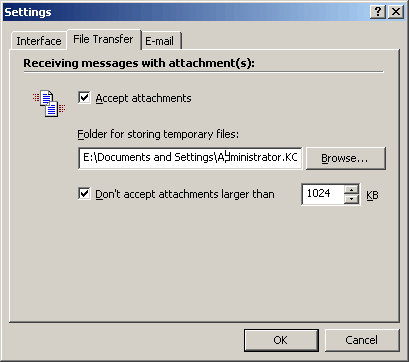 Settings
Interface File Transfer E-mail
Receiving messages with attachment(s):
Accept attachments
Folder for storing temporary files:
E:\Documents and Settings\Administrator.KC Browse...
Don't accept attachments larger than 1024 KB
OK Cancel